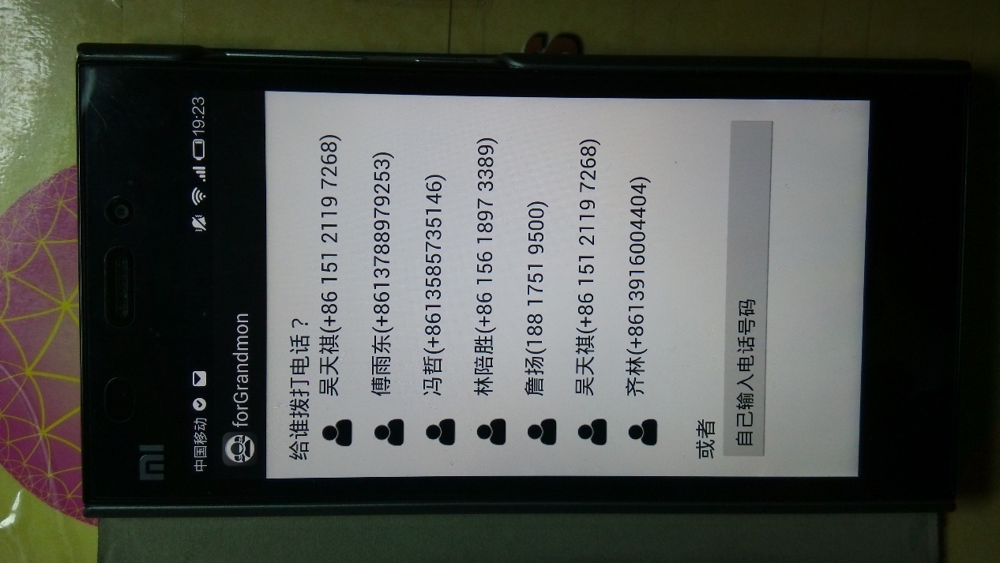 MI
中国移动 19:23
forGrandmon
给谁拨打电话？
吴天祺(+86 151 2119 7268)
傅雨东(+8613788979253)
冯哲(+8613585735146)
林陪胜(+86 156 1897 3389)
詹扬(188 1751 9500)
吴天祺(+86 151 2119 7268)
齐林(+8613916004404)
或者
自己输入电话号码